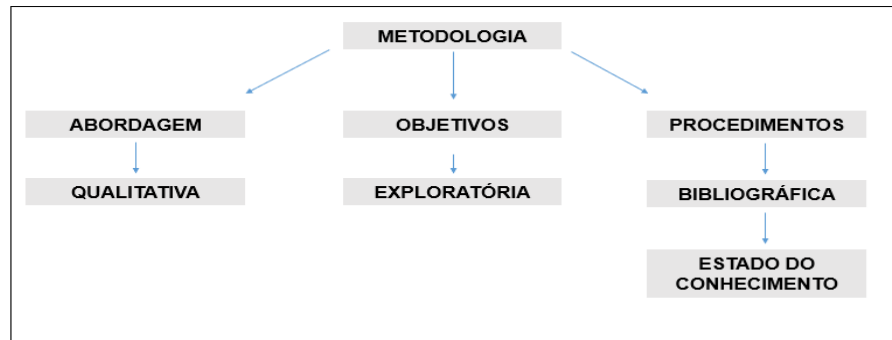 METODOLOGIA
ABORDAGEM
OBJETIVOS
PROCEDIMENTOS
QUALITATIVA
EXPLORATÓRIA
BIBLIOGRÁFICA
ESTADO DO
CONHECIMENTO